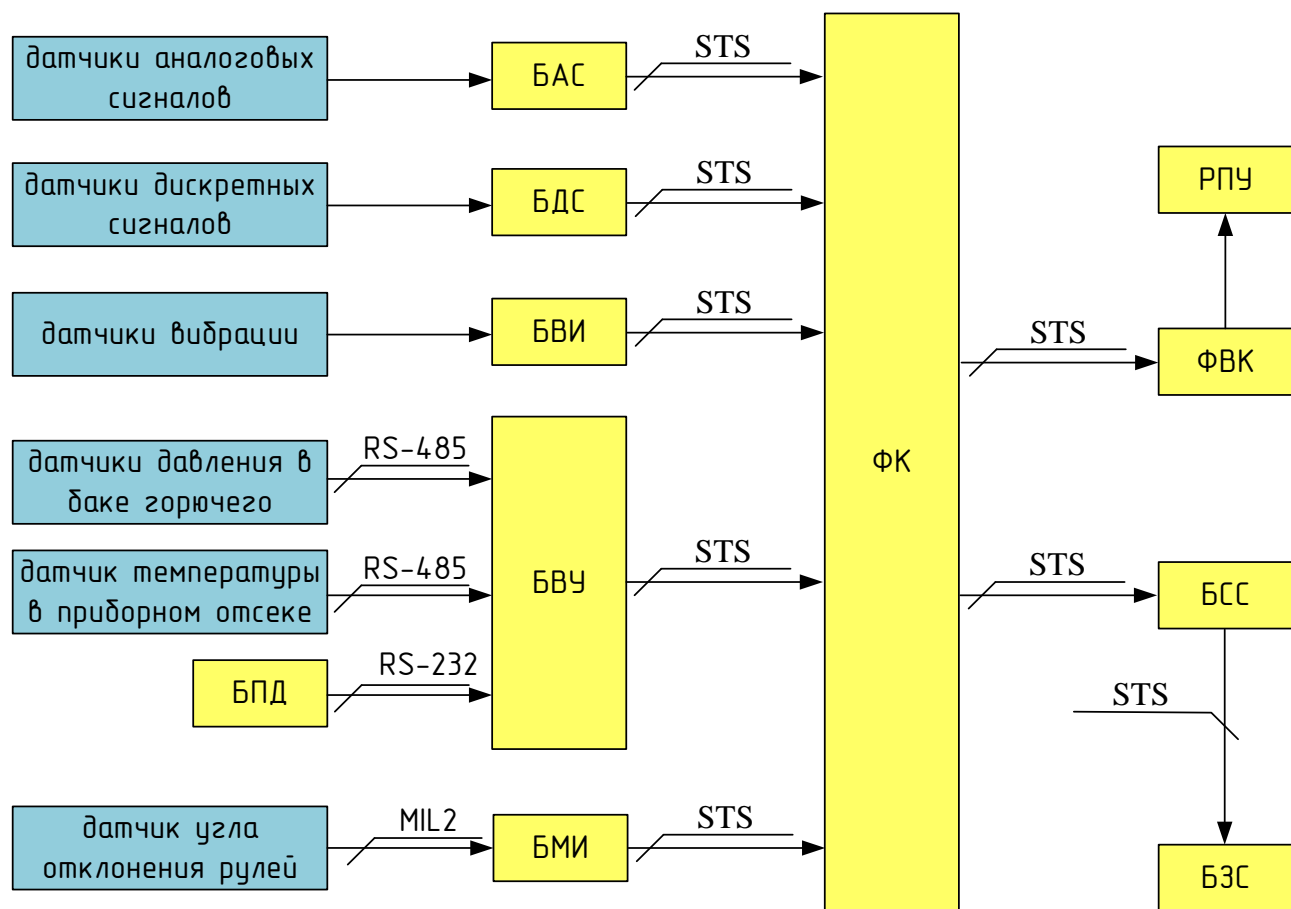 датчики аналоговых
сигналов
БАС
STS
датчики дискретных
сигналов
БДС
STS
датчики вибрации
БВИ
STS
датчики давления в
баке горючего
RS-485
датчик температуры
в приборном отсеке
RS-485
БПД
RS-232
БВУ
STS
датчик угла
отклонения рулей
MIL2
БМИ
STS
ФК
STS
ФВК
РПУ
STS
БСС
STS
БЗС